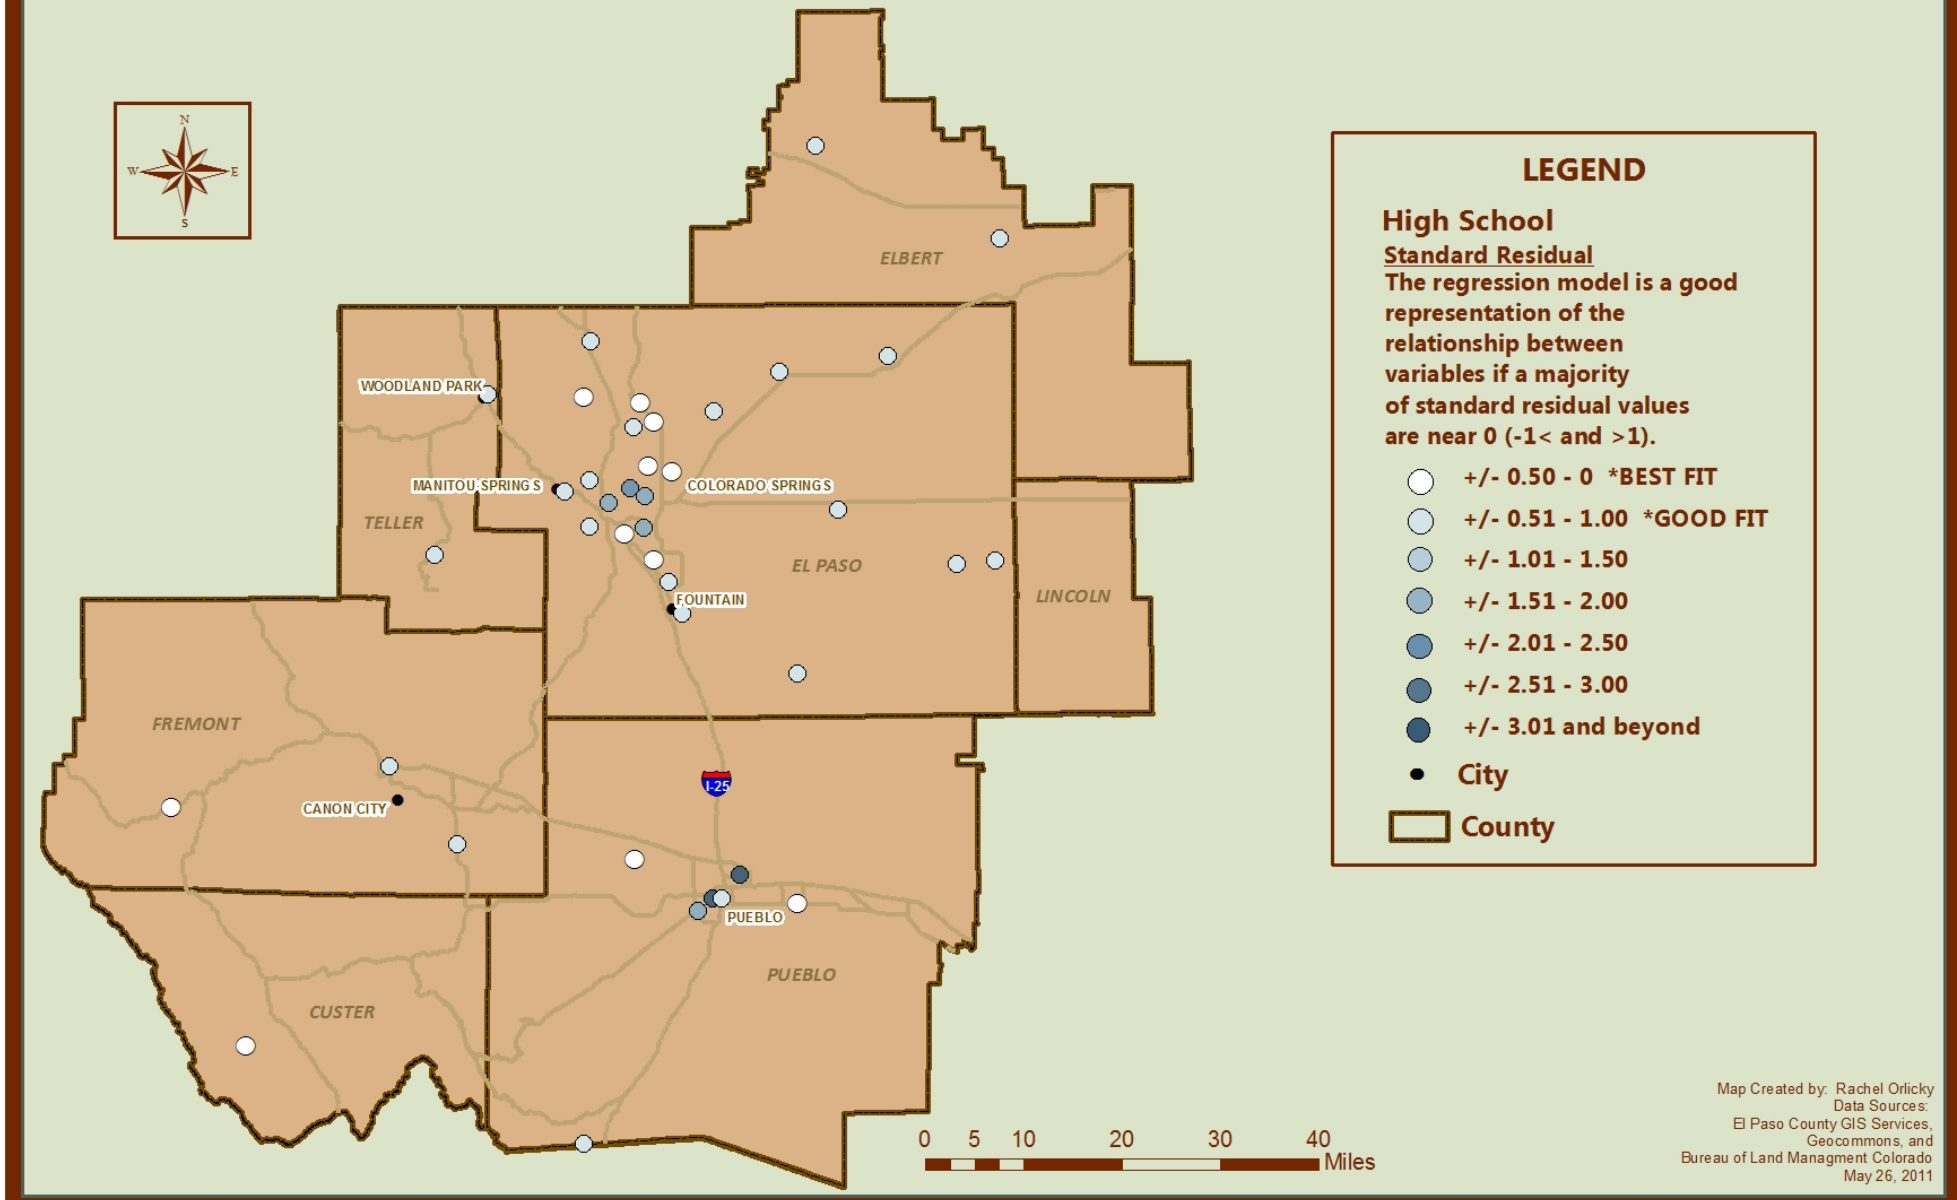 N
W
E
S
ELBERT
WOODLAND PARK
MANITOU SPRINGS
COLORADO SPRINGS
TELLER
EL PASO
LINCOLN
FOUNTAIN
FREMONT
CANON CITY
I-25
PUEBLO
PUEBLO
CUSTER
LEGEND
High School
Standard Residual
The regression model is a good
representation of the
relationship between
variables if a majority
of standard residual values
are near 0 (-1< and >1).
+/- 0.50 - 0 *BEST FIT
+/- 0.51 - 1.00 *GOOD FIT
+/- 1.01 - 1.50
+/- 1.51 - 2.00
+/- 2.01 - 2.50
+/- 2.51 - 3.00
+/- 3.01 and beyond
City
County
0 5 10 20 30 40
Miles
Map Created by: Rachel Orlicky
Data Sources:
El Paso County GIS Services,
Geocommons, and
Bureau of Land Managment Colorado
May 26, 2011